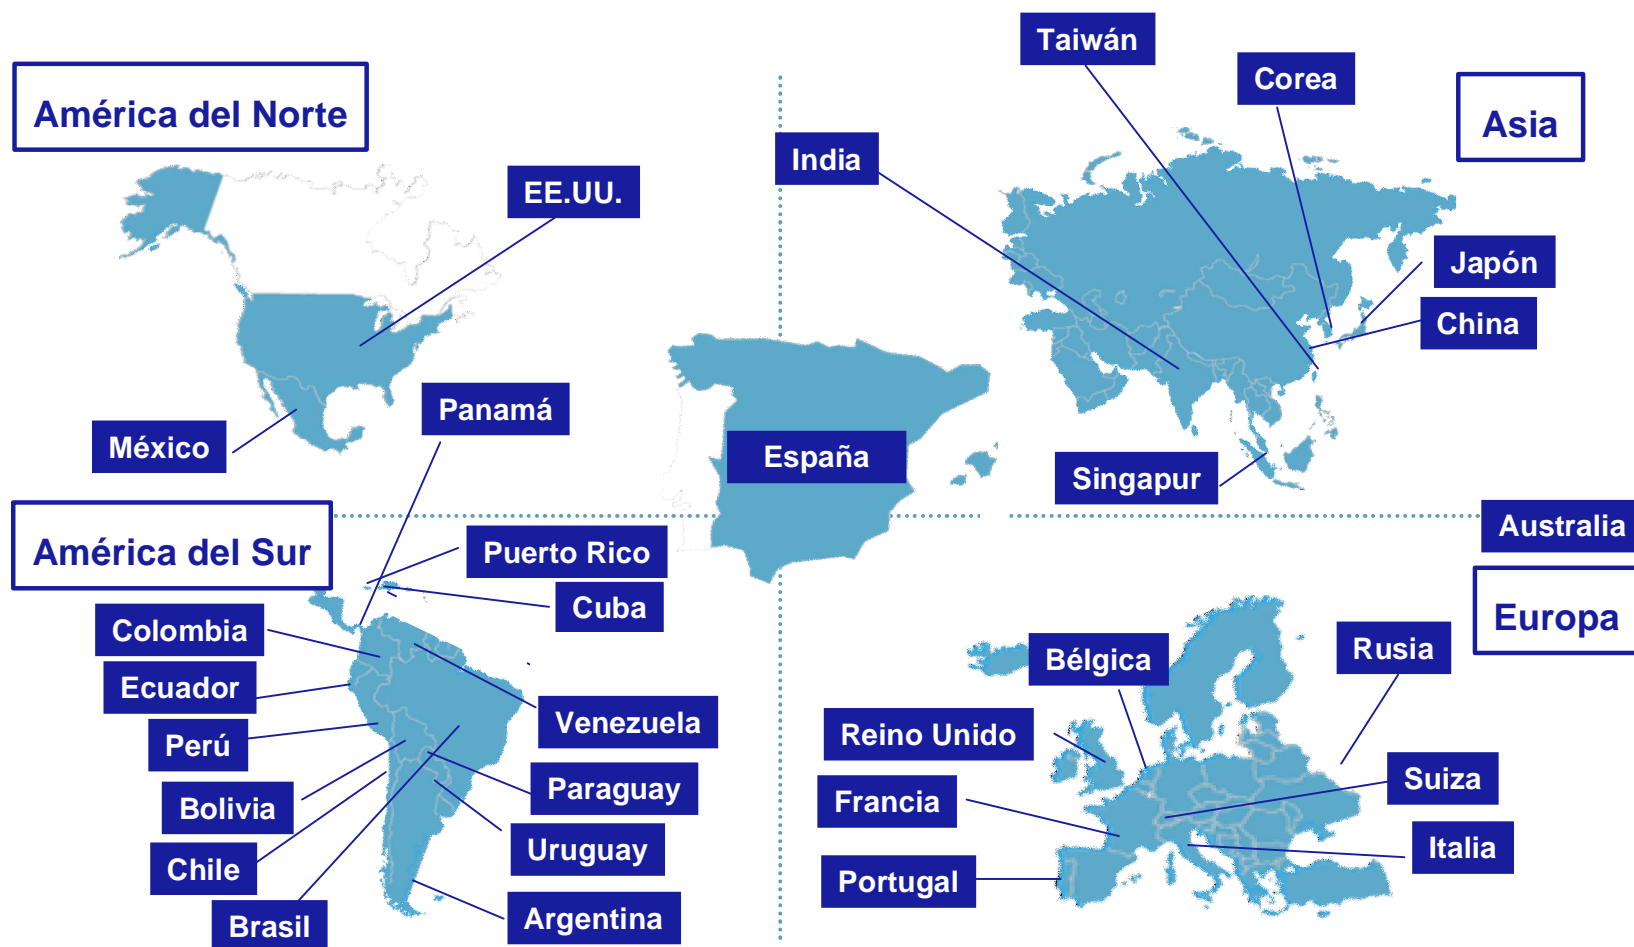 América del Norte
EE.UU.
México
Panamá
España
Taiwán
Corea
Asia
India
Japón
China
Singapur
Australia
América del Sur
Puerto Rico
Cuba
Colombia
Ecuador
Perú
Bolivia
Chile
Brasil
Venezuela
Paraguay
Uruguay
Argentina
Europa
Rusia
Bélgica
Reino Unido
Francia
Portugal
Suiza
Italia